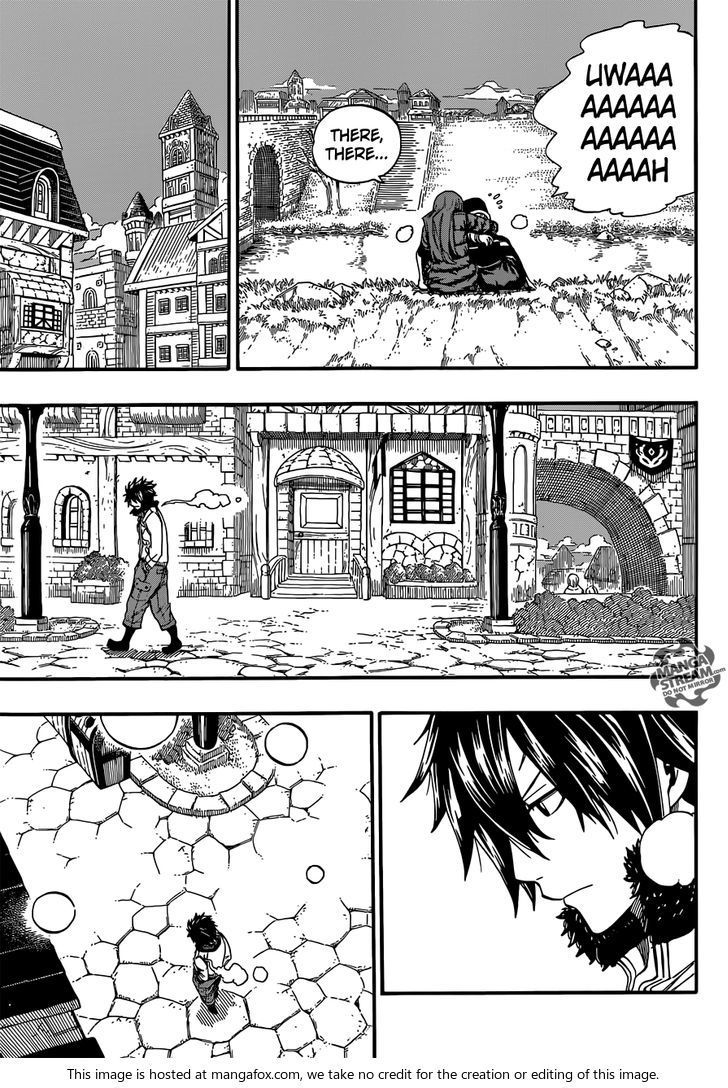 UWAAA
AAAAAA
AAAAAA
AAAAH
THERE,
THERE...
MANGA
STREAM.com
DO NOT MIRROR
This image is hosted at mangafox.com, we take no credit for the creation or editing of this image.